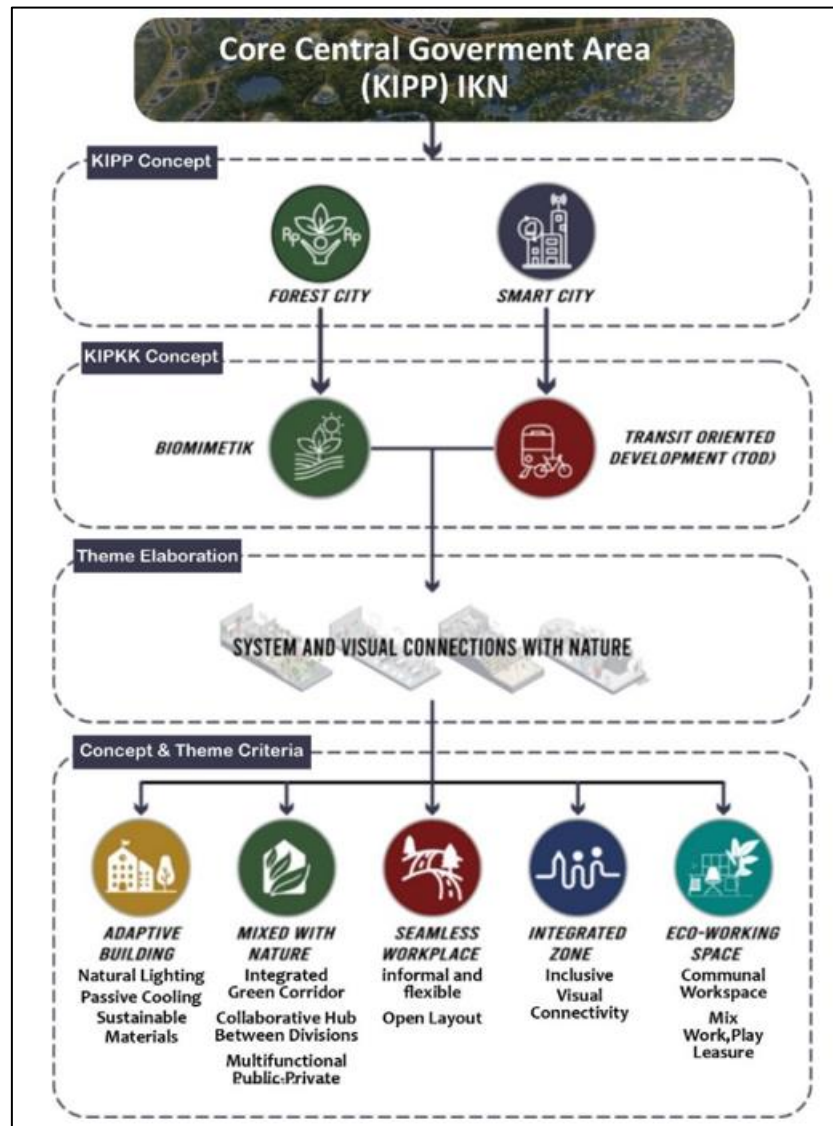 Core Central Goverment Area
(KIPP) IKN
KIPP Concept
Rp Rp
FOREST CITY
SMART CITY
KIPKK Concept
BIOMIMETIK
TRANSIT ORIENTED
DEVELOPMENT (TOD)
Theme Elaboration
SYSTEM AND VISUAL CONNECTIONS WITH NATURE
Concept & Theme Criteria
ADAPTIVE
BUILDING
Natural Lighting
Passive Cooling
Sustainable
Materials
MIXED WITH
NATURE
Integrated
Green Corridor
Collaborative Hub
Between Divisions
Multifunctional
Public-Private
SEAMLESS
WORKPLACE
informal and
flexible
Open Layout
INTEGRATED
ZONE
Inclusive
Visual
Connectivity
ECO-WORKING
SPACE
Communal
Workspace
Mix
Work,Play
Leasure